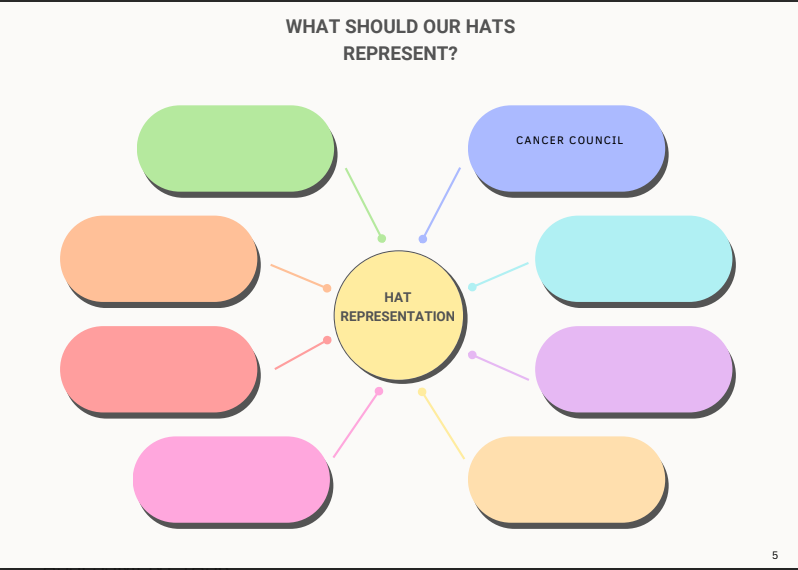 WHAT SHOULD OUR HATS
REPRESENT?
CANCER COUNCIL
HAT
REPRESENTATION
5